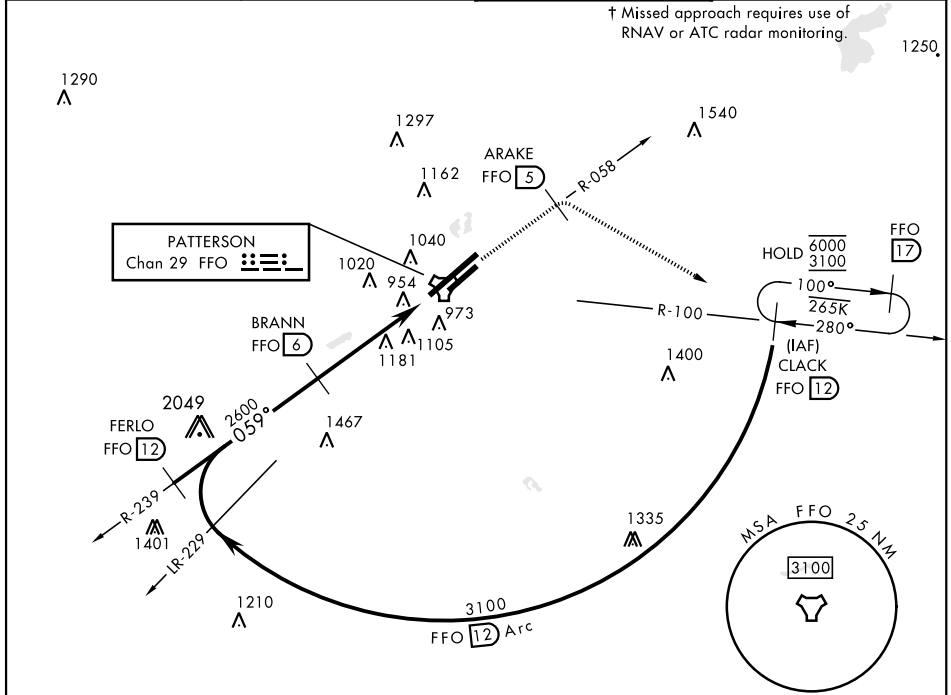 † Missed approach requires use of
RNAV or ATC radar monitoring.
1250
1290
1540
1297
ARAKE
FFO 5
R-058
1162
PATTERSON
Chan 29 FFO
1040
1020
954
973
HOLD 6000
3100
FFO
17
100°
265K
280°
R-100
(IAF)
CLACK
FFO 12
BRANN
FFO 6
1181
1105
1400
2049
2600
059°
1467
FERLO
FFO 12
R-239
1401
LR-229
1335
1210
3100
FFO 12 Arc
MSA FFO 25 NM
3100